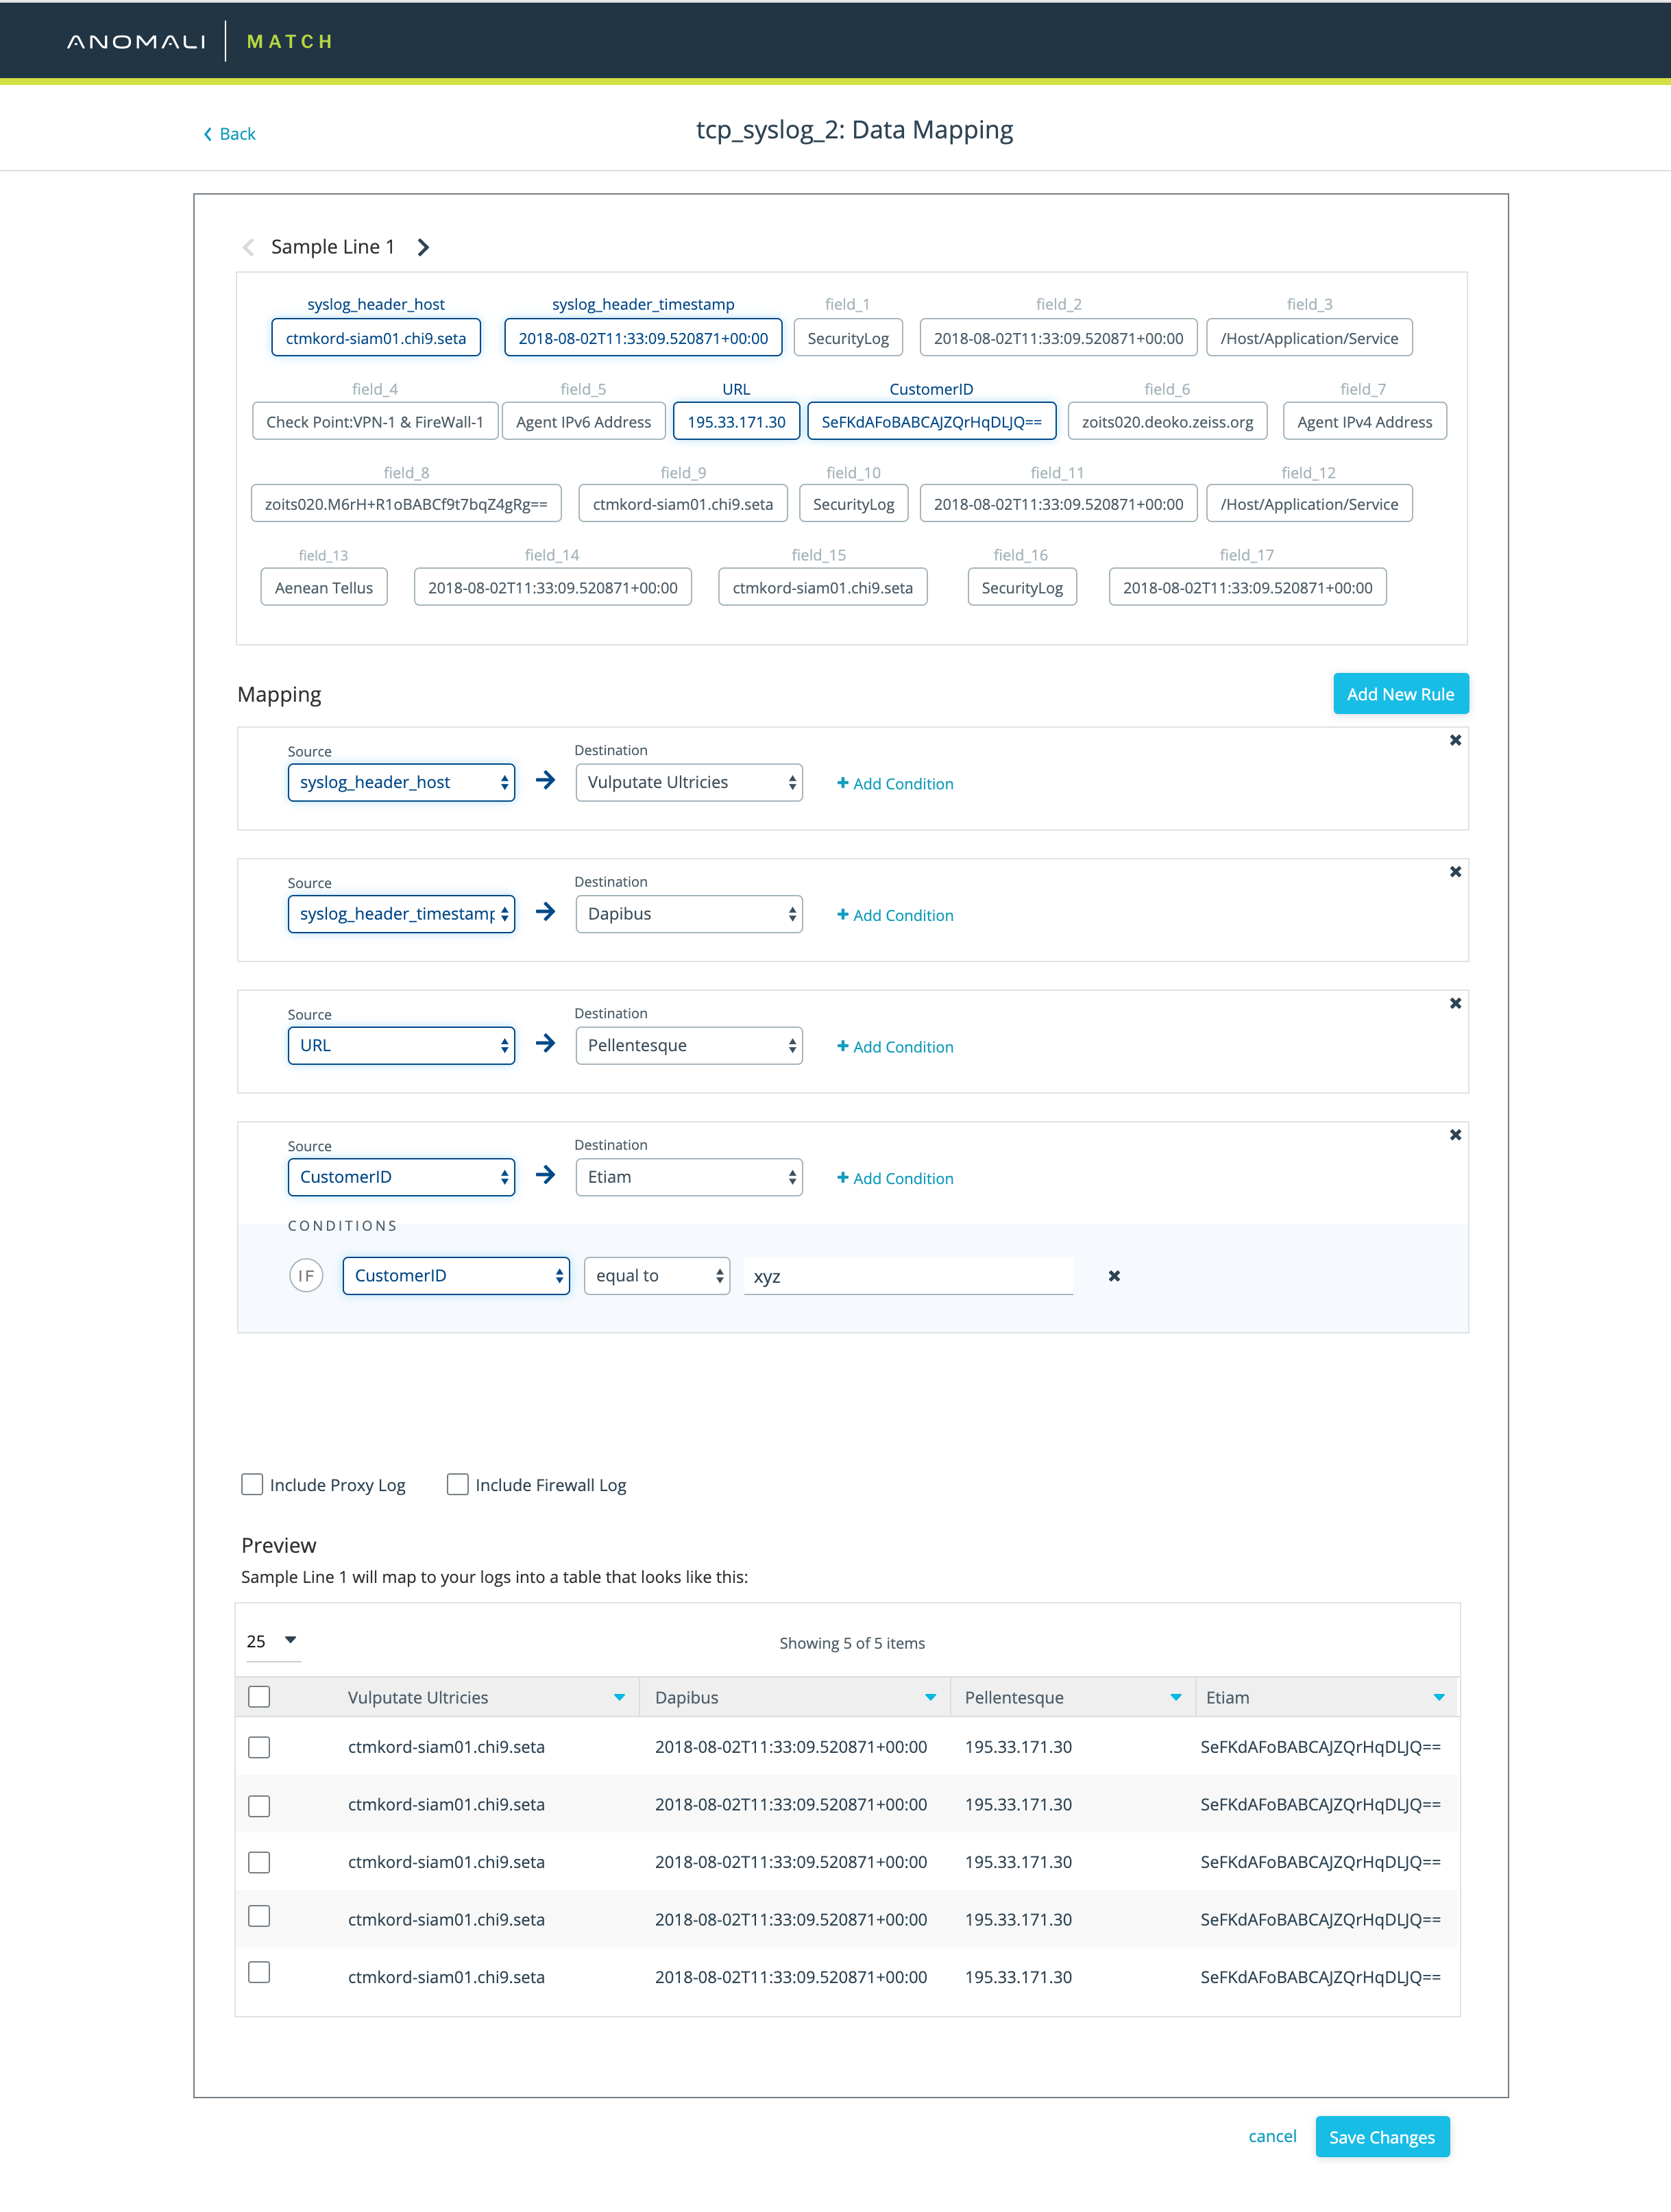 ANOMALI MATCH
Back
tcp_syslog_2: Data Mapping
Sample Line 1
syslog_header_host syslog_header_timestamp field_1 field_2 field_3
ctmkord-siam01.chi9.seta 2018-08-02T11:33:09.520871+00:00 SecurityLog 2018-08-02T11:33:09.520871+00:00 /Host/Application/Service
field_4 field_5 URL CustomerID field_6 field_7
Check Point:VPN-1 & FireWall-1 Agent IPv6 Address 195.33.171.30 SeFKdAFoBABCAJZQrHqDLJQ== zoits020.deoko.zeiss.org Agent IPv4 Address
field_8 field_9 field_10 field_11 field_12
zoits020.M6rH+R1oBABCf9t7bqZ4gRg== ctmkord-siam01.chi9.seta SecurityLog 2018-08-02T11:33:09.520871+00:00 /Host/Application/Service
field_13 field_14 field_15 field_16 field_17
Aenean Tellus 2018-08-02T11:33:09.520871+00:00 ctmkord-siam01.chi9.seta SecurityLog 2018-08-02T11:33:09.520871+00:00
Mapping Add New Rule
Source Destination
syslog_header_host Vulputate Ultricies + Add Condition
Source Destination
syslog_header_timestamp Dapibus + Add Condition
Source Destination
URL Pellentesque + Add Condition
Source Destination
CustomerID Etiam + Add Condition
CONDITIONS
IF CustomerID equal to xyz
Include Proxy Log Include Firewall Log
Preview
Sample Line 1 will map to your logs into a table that looks like this:
25 Showing 5 of 5 items
Vulputate Ultricies Dapibus Pellentesque Etiam
ctmkord-siam01.chi9.seta 2018-08-02T11:33:09.520871+00:00 195.33.171.30 SeFKdAFoBABCAJZQrHqDLJQ==
ctmkord-siam01.chi9.seta 2018-08-02T11:33:09.520871+00:00 195.33.171.30 SeFKdAFoBABCAJZQrHqDLJQ==
ctmkord-siam01.chi9.seta 2018-08-02T11:33:09.520871+00:00 195.33.171.30 SeFKdAFoBABCAJZQrHqDLJQ==
ctmkord-siam01.chi9.seta 2018-08-02T11:33:09.520871+00:00 195.33.171.30 SeFKdAFoBABCAJZQrHqDLJQ==
ctmkord-siam01.chi9.seta 2018-08-02T11:33:09.520871+00:00 195.33.171.30 SeFKdAFoBABCAJZQrHqDLJQ==
cancel Save Changes